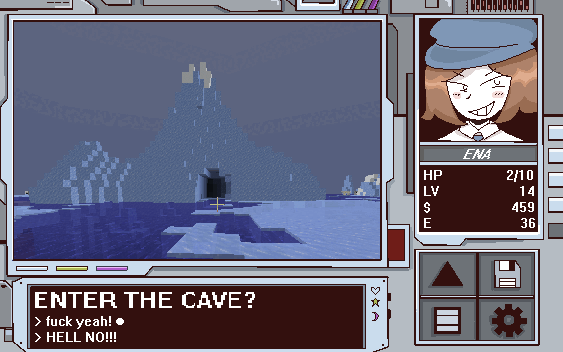 ENA
HP 2/10
LV 14
$ 459
E 36
ENTER THE CAVE?
> fuck yeah!
> HELL NO!!!